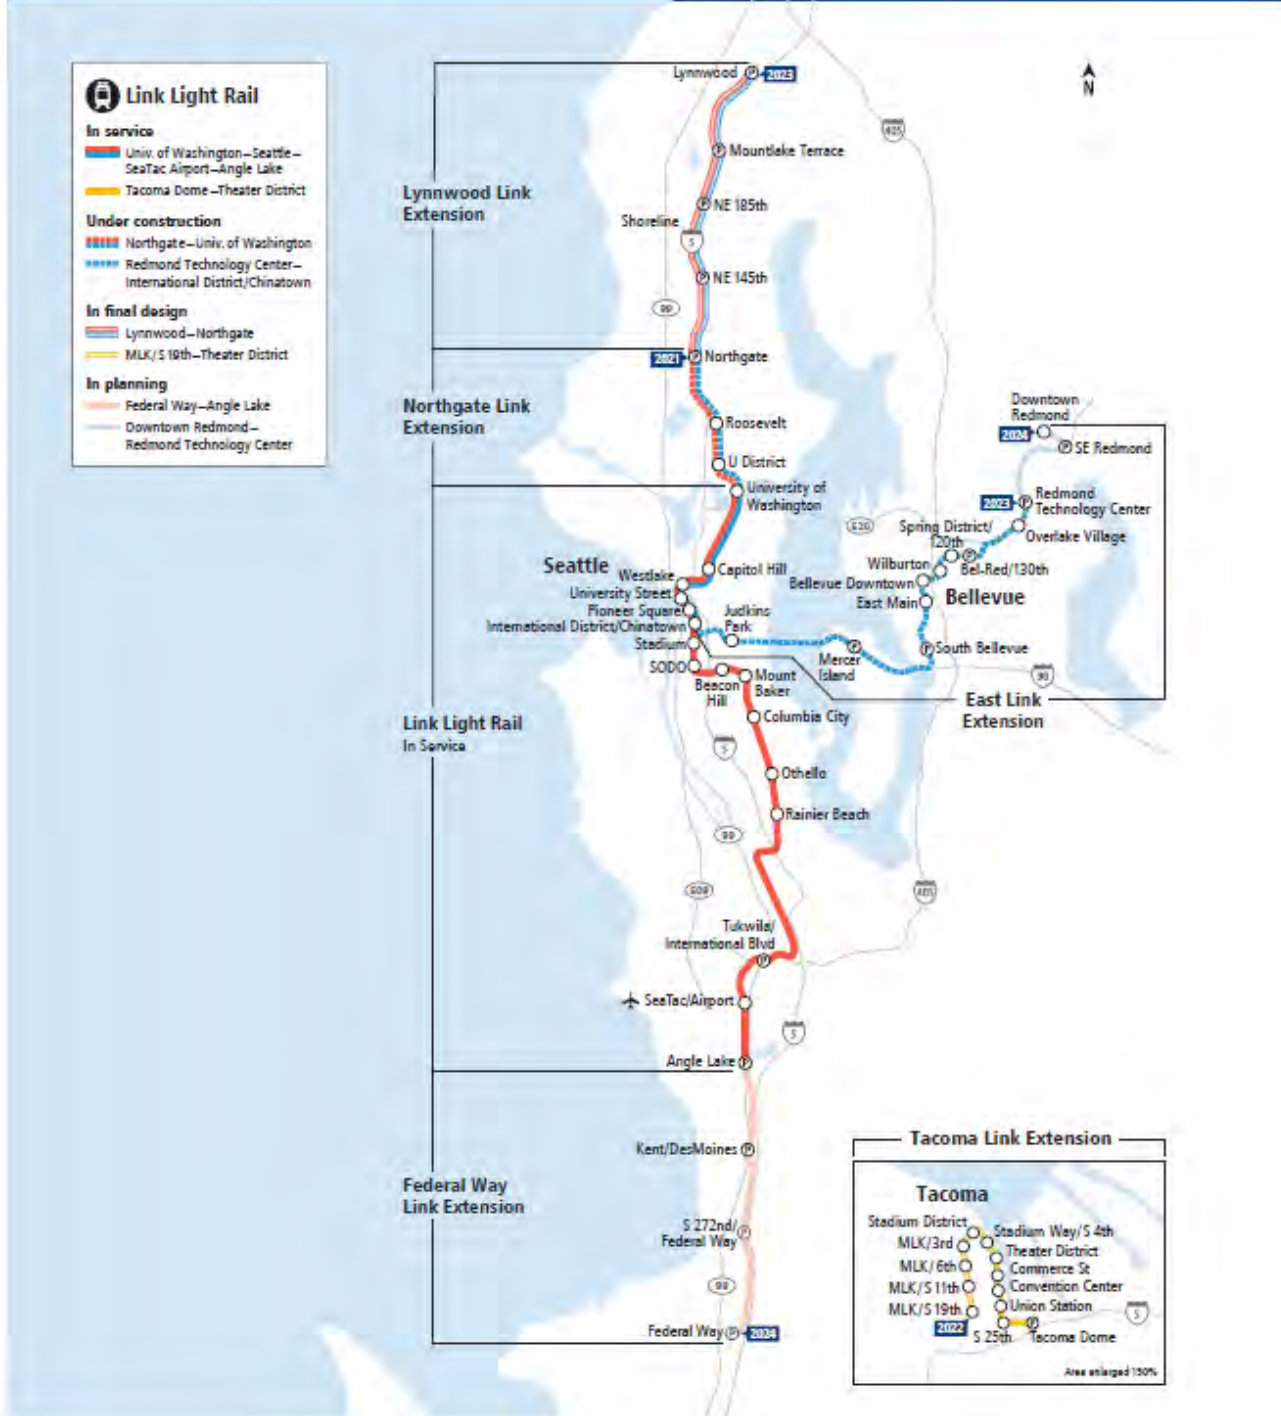 Link Light Rail
In service
Univ. of Washington–Seattle–
SeaTac Airport–Angle Lake
Tacoma Dome–Theater District
Under construction
Northgate–Univ. of Washington
Redmond Technology Center–
International District/Chinatown
In final design
Lynnwood–Northgate
MLK/S 19th–Theater District
In planning
Federal Way–Angle Lake
Downtown Redmond–
Redmond Technology Center
N
Lynnwood P 2023
405
P Mountlake Terrace
Lynnwood Link
Extension
P NE 185th
Shoreline
5
P NE 145th
99
2021 P Northgate
Northgate Link
Extension
Roosevelt
U District
University of
Washington
Downtown
Redmond
2024
P SE Redmond
2023 P Redmond
Technology Center
Overlake Village
520
Spring District/
120th
P Bel-Red/130th
Wilburton
Bellevue Downtown
East Main
Bellevue
P South Bellevue
Seattle
Capitol Hill
Westlake
University Street
Pioneer Square
International District/Chinatown
Stadium
SODO
Judkins
Park
P
Mercer
Island
90
East Link
Extension
Beacon
Hill
Mount
Baker
Columbia City
Link Light Rail
In Service
5
Othello
Rainier Beach
99
509
405
Tukwila/
International Blvd
P
SeaTac/Airport
5
Angle Lake P
Kent/DesMoines P
Federal Way
Link Extension
S 272nd/
Federal Way P
99
Federal Way P 2024
Tacoma Link Extension
Tacoma
Stadium District
Stadium Way/S 4th
MLK/3rd
Theater District
MLK/6th
Commerce St
MLK/S 11th
Convention Center
MLK/S 19th
Union Station
2022
S 25th
P
Tacoma Dome
5
Area enlarged 150%